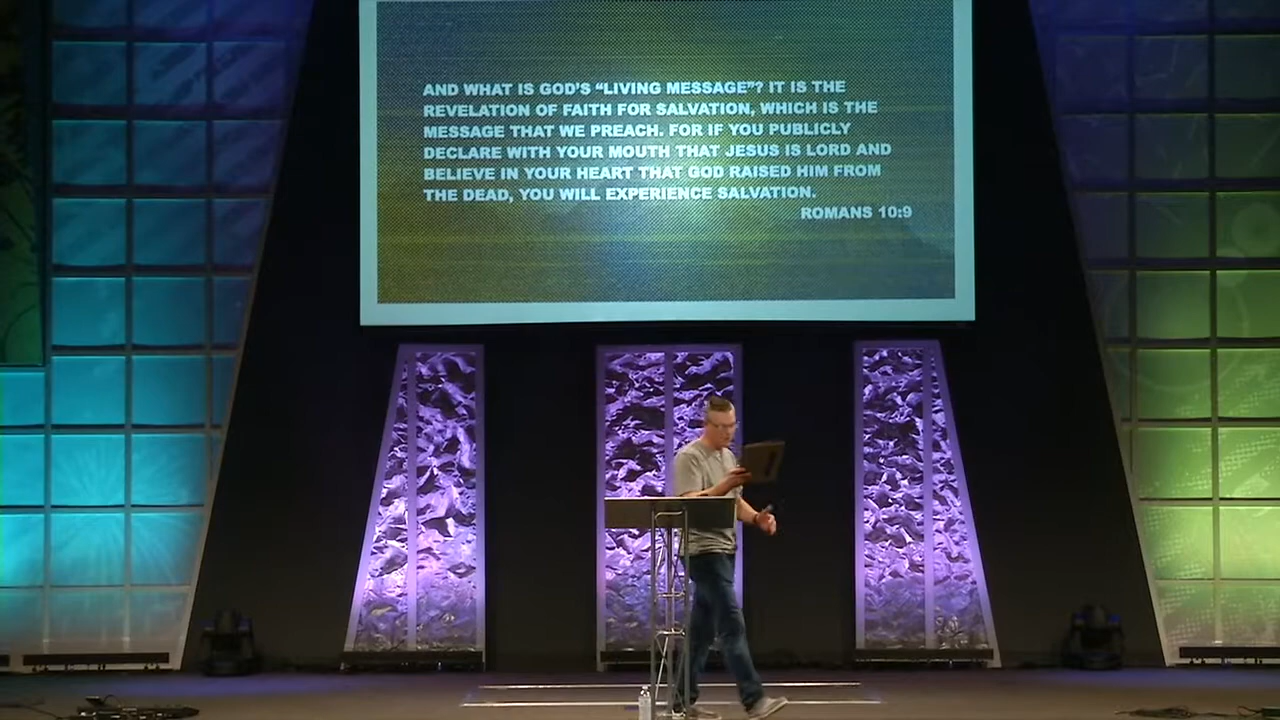 AND WHAT IS GOD'S “LIVING MESSAGE”? IT IS THE
REVELATION OF FAITH FOR SALVATION, WHICH IS THE
MESSAGE THAT WE PREACH. FOR IF YOU PUBLICLY
DECLARE WITH YOUR MOUTH THAT JESUS IS LORD AND
BELIEVE IN YOUR HEART THAT GOD RAISED HIM FROM
THE DEAD, YOU WILL EXPERIENCE SALVATION.
ROMANS 10:9